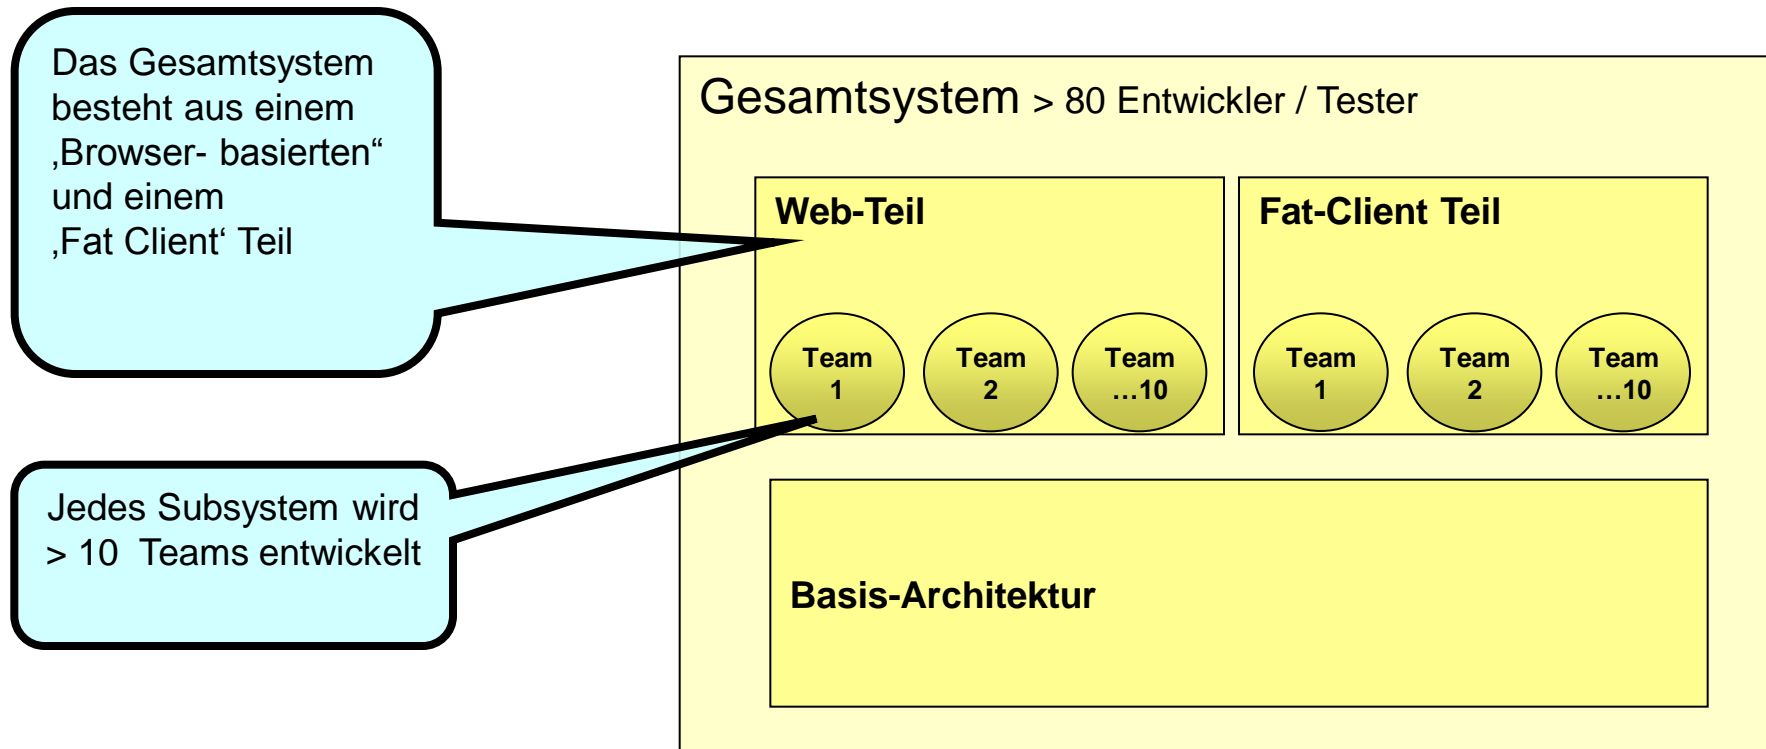 Das Gesamtsystem
besteht aus einem
‚Browser- basierten“
und einem
‚Fat Client‘ Teil
Gesamtsystem > 80 Entwickler / Tester
Web-Teil
Fat-Client Teil
Team
1
Team
2
Team
…10
Team
1
Team
2
Team
…10
Jedes Subsystem wird
> 10 Teams entwickelt
Basis-Architektur